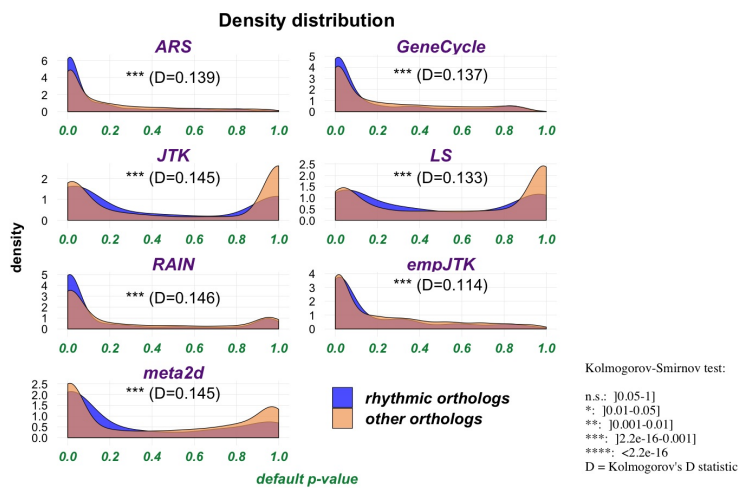 Density distribution
ARS
GeneCycle
*** (D=0.139)
*** (D=0.137)
6
4
2
0
5
4
3
2
1
0
0.0 0.2 0.4 0.6 0.8 1.0
0.0 0.2 0.4 0.6 0.8 1.0
JTK
LS
*** (D=0.145)
*** (D=0.133)
2
1
0
2.5
2.0
1.5
1.0
0.5
0.0
0.0 0.2 0.4 0.6 0.8 1.0
0.0 0.2 0.4 0.6 0.8 1.0
density
RAIN
empJTK
*** (D=0.146)
*** (D=0.114)
5
4
3
2
1
0
4
3
2
1
0
0.0 0.2 0.4 0.6 0.8 1.0
0.0 0.2 0.4 0.6 0.8 1.0
meta2d
*** (D=0.145)
2.5
2.0
1.5
1.0
0.5
0.0
0.0 0.2 0.4 0.6 0.8 1.0
default p-value
rhythmic orthologs
other orthologs
Kolmogorov-Smirnov test:
n.s.: ]0.05-1]
*: ]0.01-0.05]
**: ]0.001-0.01]
***: ]2.2e-16-0.001]
****: <2.2e-16
D = Kolmogorov's D statistic